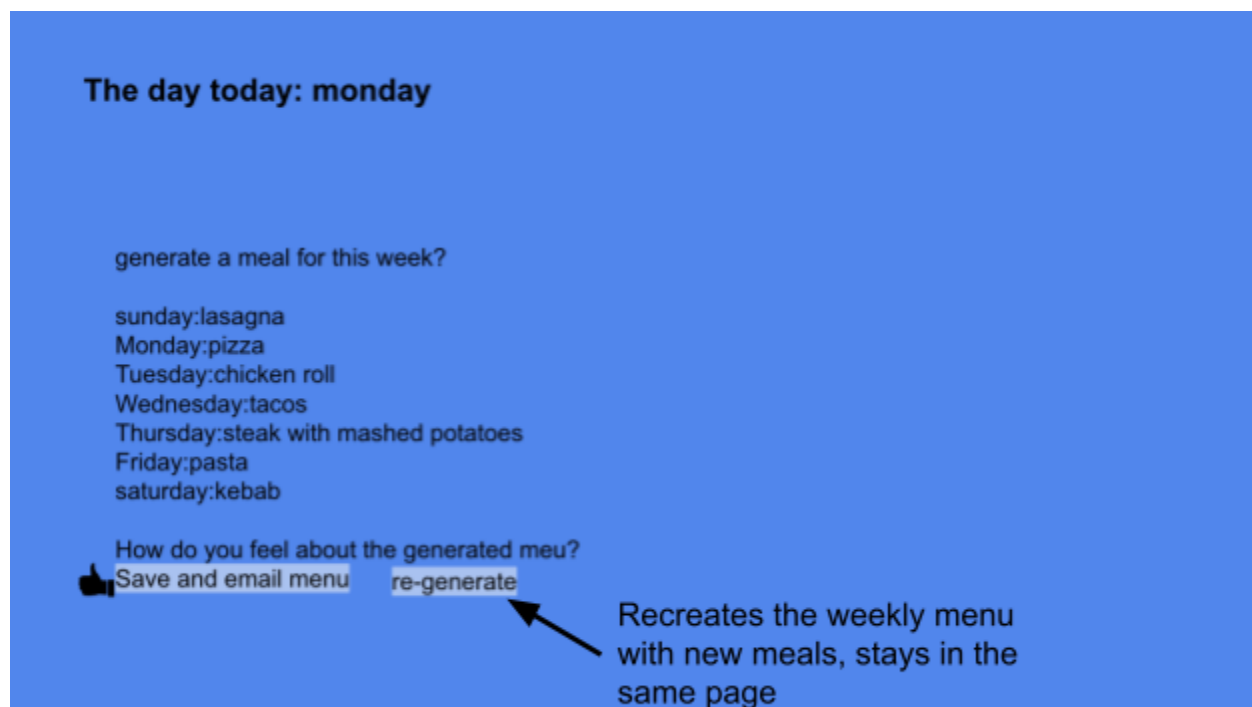 The day today: monday
generate a meal for this week?
sunday:lasagna
Monday:pizza
Tuesday:chicken roll
Wednesday:tacos
Thursday:steak with mashed potatoes
Friday:pasta
saturday:kebab
How do you feel about the generated meu?
Save and email menu re-generate
Recreates the weekly menu
with new meals, stays in the
same page